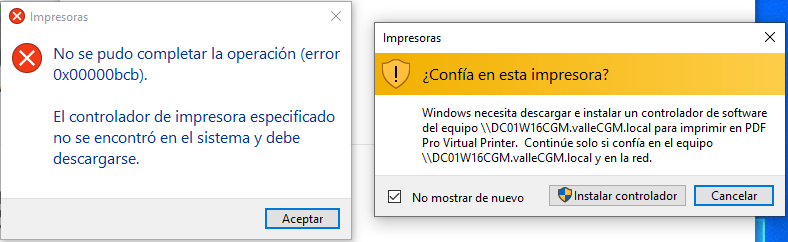 Impresoras
No se pudo completar la operación (error
0x00000bcb).
El controlador de impresora especificado
no se encontró en el sistema y debe
descargarse.
Aceptar
Impresoras
¿Confía en esta impresora?
Windows necesita descargar e instalar un controlador de software
del equipo \\DC01W16CGM.valleCGM.local para imprimir en PDF
Pro Virtual Printer.  Continúe solo si confía en el equipo
\\DC01W16CGM.valleCGM.local y en la red.
No mostrar de nuevo
Instalar controlador
Cancelar